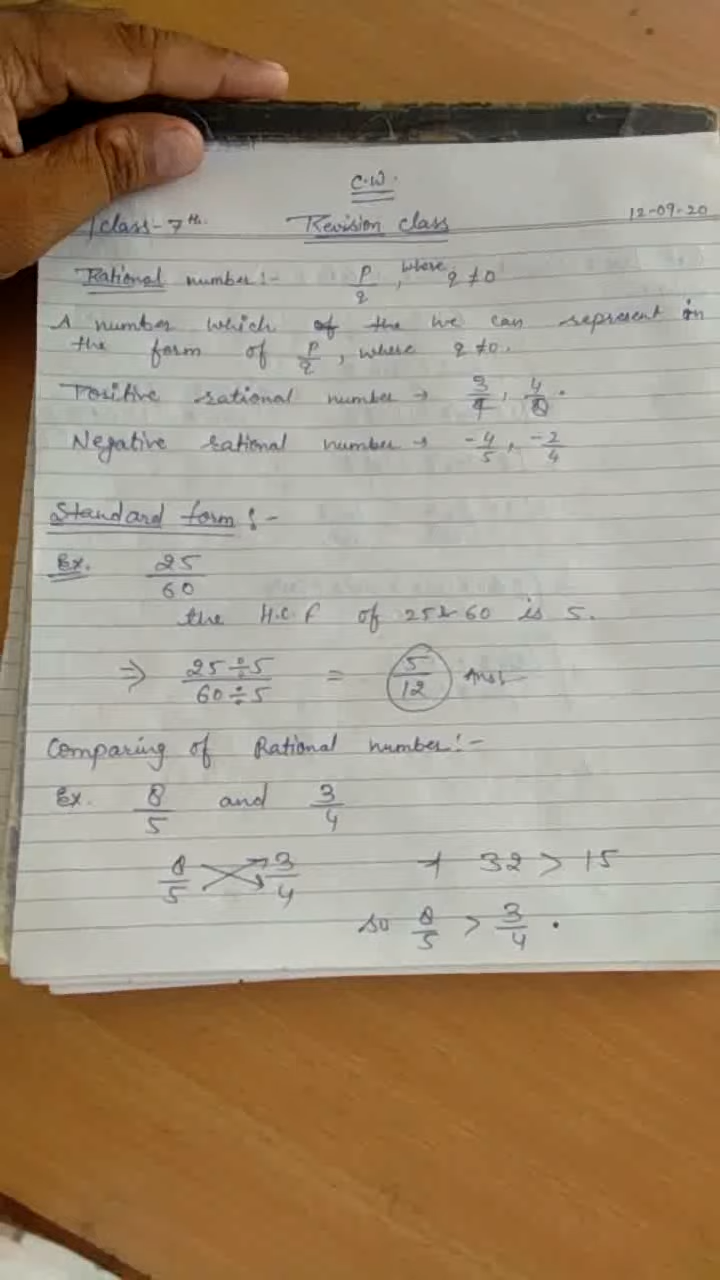 C.W.
Class-7th. Revision class 12-09-20
Rational number:- p/q, where q ≠ 0
A number which of the we can represent in
the form of p/q, where q ≠ 0.
Positive rational number → 3/4, 4/8.
Negative rational number → -4/5, -2/4
Standard form:-
Ex. 25/60
the H.C.F of 25 & 60 is 5.
⇒ 25÷5/60÷5 = 5/12 Ans.
Comparing of Rational number:-
Ex. 8/5 and 3/4
8/5 3/4 → 32 > 15
so 8/5 > 3/4.